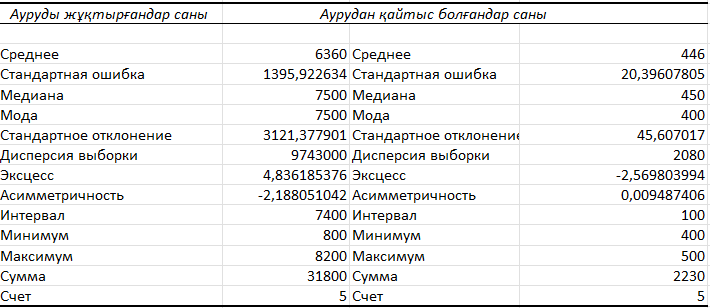 Ауруды жұқтырғандар саны Аурудан қайтыс болғандар саны
Среднее 6360 Среднее 446
Стандартная ошибка 1395,922634 Стандартная ошибка 20,39607805
Медиана 7500 Медиана 450
Мода 7500 Мода 400
Стандартное отклонение 3121,377901 Стандартное отклонение 45,607017
Дисперсия выборки 9743000 Дисперсия выборки 2080
Эксцесс 4,836185376 Эксцесс -2,569803994
Асимметричность -2,188051042 Асимметричность 0,009487406
Интервал 7400 Интервал 100
Минимум 800 Минимум 400
Максимум 8200 Максимум 500
Сумма 31800 Сумма 2230
Счет 5 Счет 5